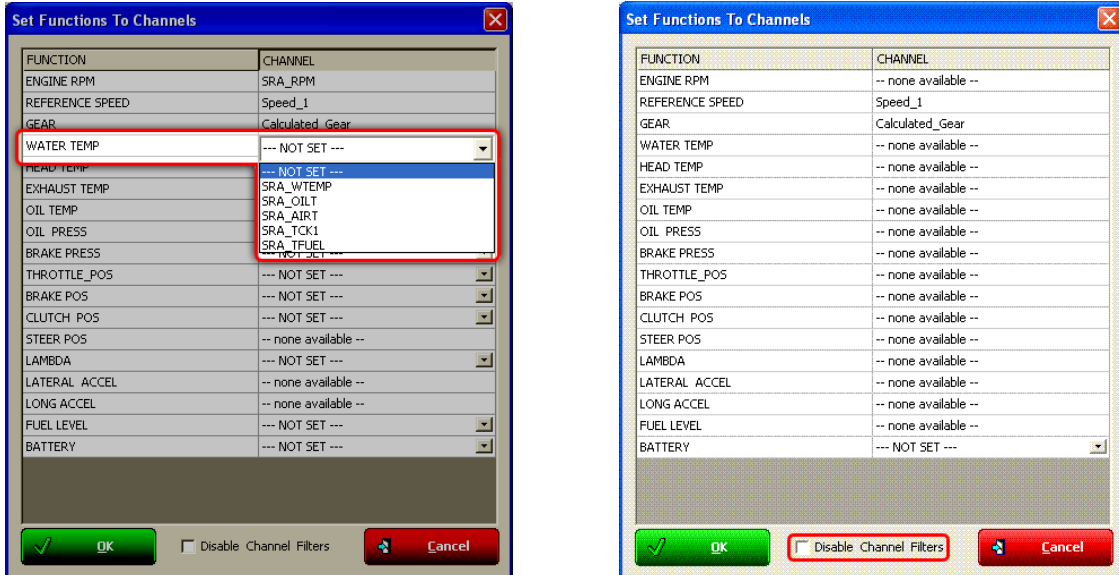 Set Functions To Channels
FUNCTION CHANNEL
ENGINE RPM SRA_RPM
REFERENCE SPEED Speed_1
GEAR Calculated_Gear
WATER TEMP --- NOT SET ---
HEAD TEMP --- NOT SET ---
EXHAUST TEMP SRA_WTEMP
OIL TEMP SRA_OILT
SRA_AIRT
OIL PRESS SRA_TCK1
SRA_TFUEL
BRAKE PRESS --- NOT SET ---
THROTTLE_POS --- NOT SET ---
BRAKE POS --- NOT SET ---
CLUTCH POS --- NOT SET ---
STEER POS -- none available --
LAMBDA --- NOT SET ---
LATERAL ACCEL -- none available --
LONG ACCEL -- none available --
FUEL LEVEL --- NOT SET ---
BATTERY --- NOT SET ---
OK Disable Channel Filters Cancel
Set Functions To Channels
FUNCTION CHANNEL
ENGINE RPM -- none available --
REFERENCE SPEED Speed_1
GEAR Calculated_Gear
WATER TEMP -- none available --
HEAD TEMP -- none available --
EXHAUST TEMP -- none available --
OIL TEMP -- none available --
OIL PRESS -- none available --
BRAKE PRESS -- none available --
THROTTLE_POS -- none available --
BRAKE POS -- none available --
CLUTCH POS -- none available --
STEER POS -- none available --
LAMBDA -- none available --
LATERAL ACCEL -- none available --
LONG ACCEL -- none available --
FUEL LEVEL -- none available --
BATTERY --- NOT SET ---
OK Disable Channel Filters Cancel